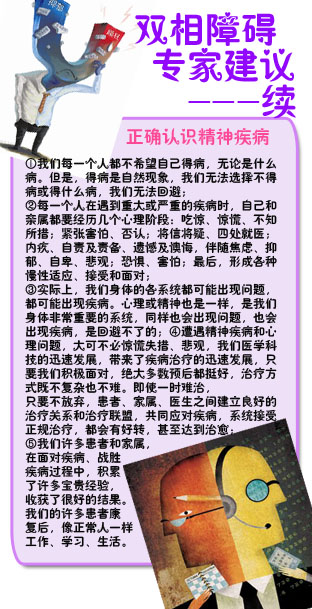 双相障碍
专家建议
———续
正确认识精神疾病
①我们每一个人都不希望自己得病，无论是什么
病。但是，得病是自然现象，我们无法选择不得
病或得什么病，我们无法回避；
②每一个人在遇到重大或严重的疾病时，自己和
亲属都要经历几个心理阶段：吃惊、惊慌、不知
所措；紧张害怕、否认；将信将疑、四处就医；
内疚、自责及责备、遗憾及懊悔，伴随焦虑、抑
郁、自卑、悲观；恐惧、害怕；最后，形成各种
慢性适应、接受和面对；
③实际上，我们身体的各系统都可能出现问题，
都可能出现疾病。心理或精神也是一样，是我们
身体非常重要的系统，同样也会出现问题，也会
出现疾病，是回避不了的；④遭遇精神疾病和心
理问题，大可不必惊慌失措、悲观，我们医学科
技的迅速发展，带来了疾病治疗的迅速发展，只
要我们积极面对，绝大多数预后都挺好，治疗方
式既不复杂也不难。即使一时难治，
只要不放弃，患者、家属、医生之间建立良好的
治疗关系和治疗联盟，共同应对疾病，系统接受
正规治疗，都会有好转，甚至达到治愈；
⑤我们许多患者和家属，
在面对疾病、战胜
疾病过程中，积累
了许多宝贵经验，
收获了很好的结果。
我们的许多患者康
复后，像正常人一样
工作、学习、生活。